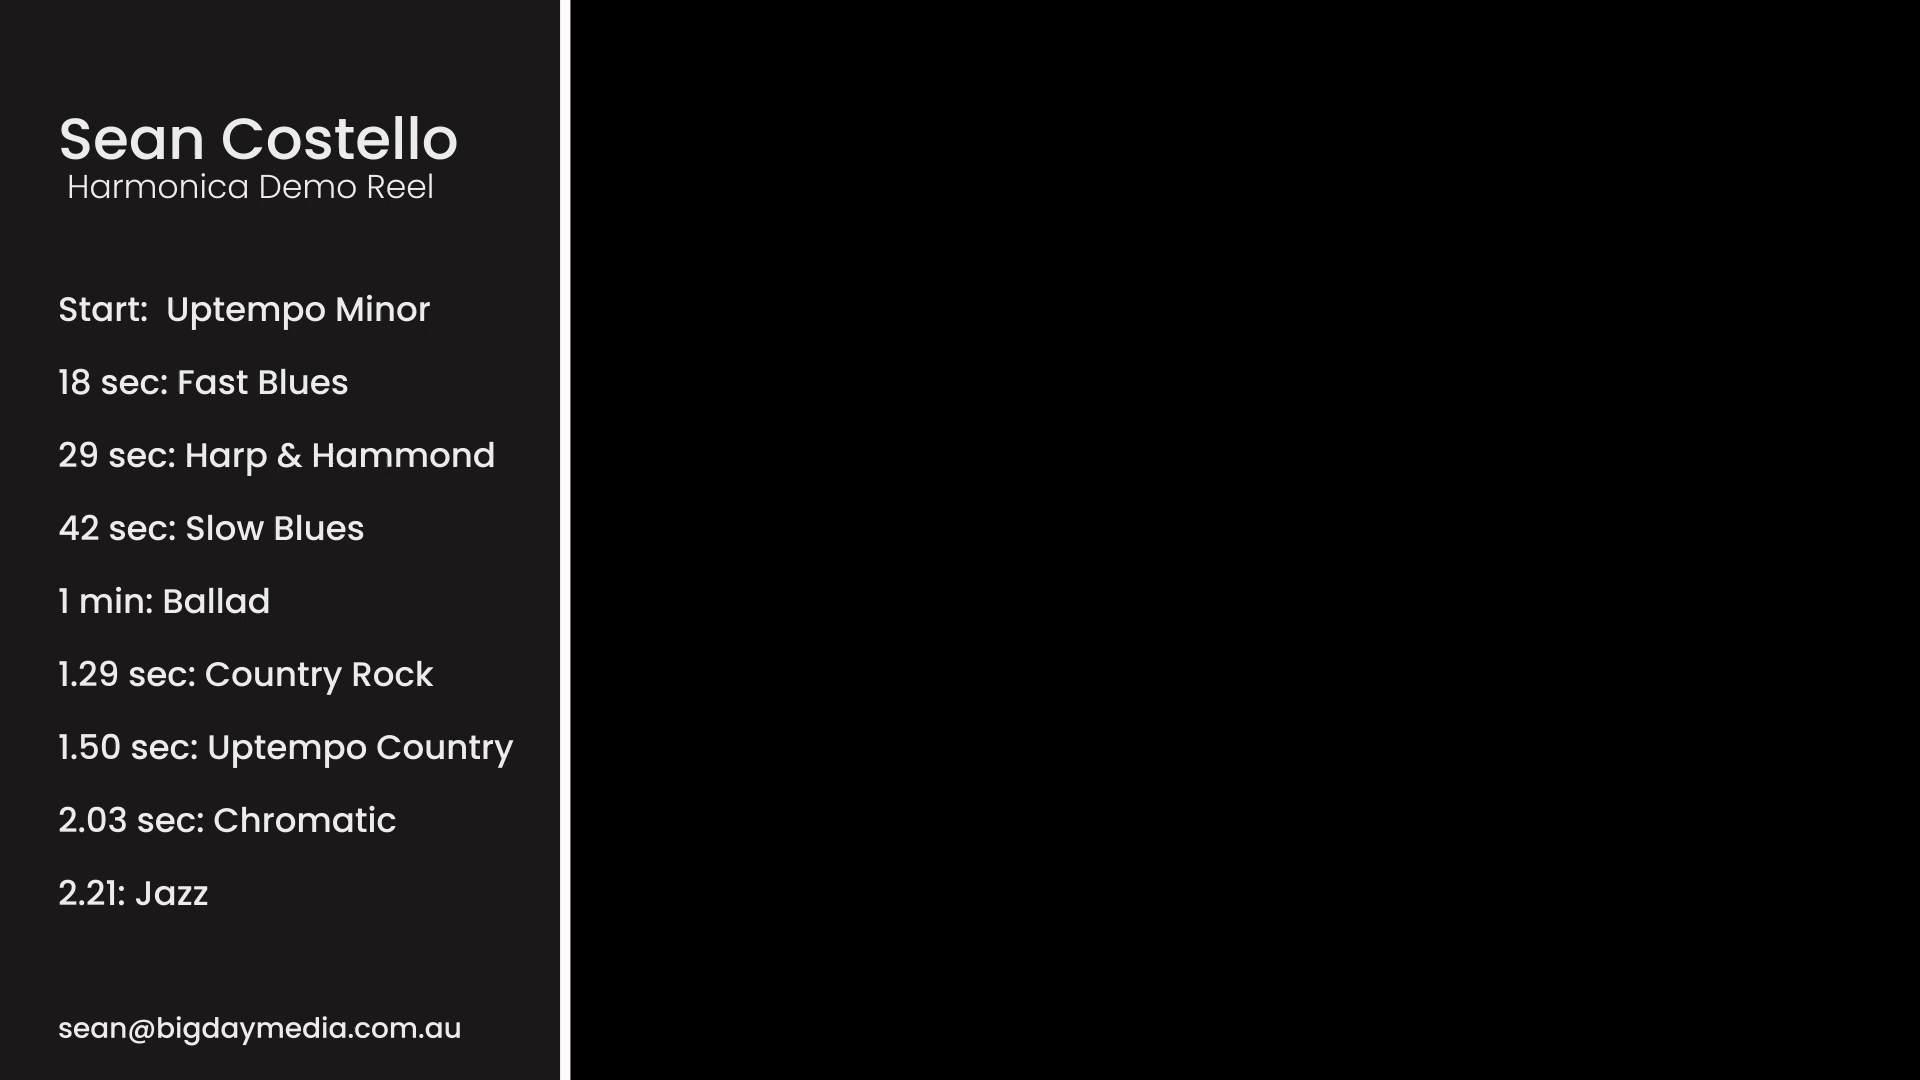 Sean Costello
Harmonica Demo Reel
Start:  Uptempo Minor
18 sec: Fast Blues
29 sec: Harp & Hammond
42 sec: Slow Blues
1 min: Ballad
1.29 sec: Country Rock
1.50 sec: Uptempo Country
2.03 sec: Chromatic
2.21: Jazz
sean@bigdaymedia.com.au